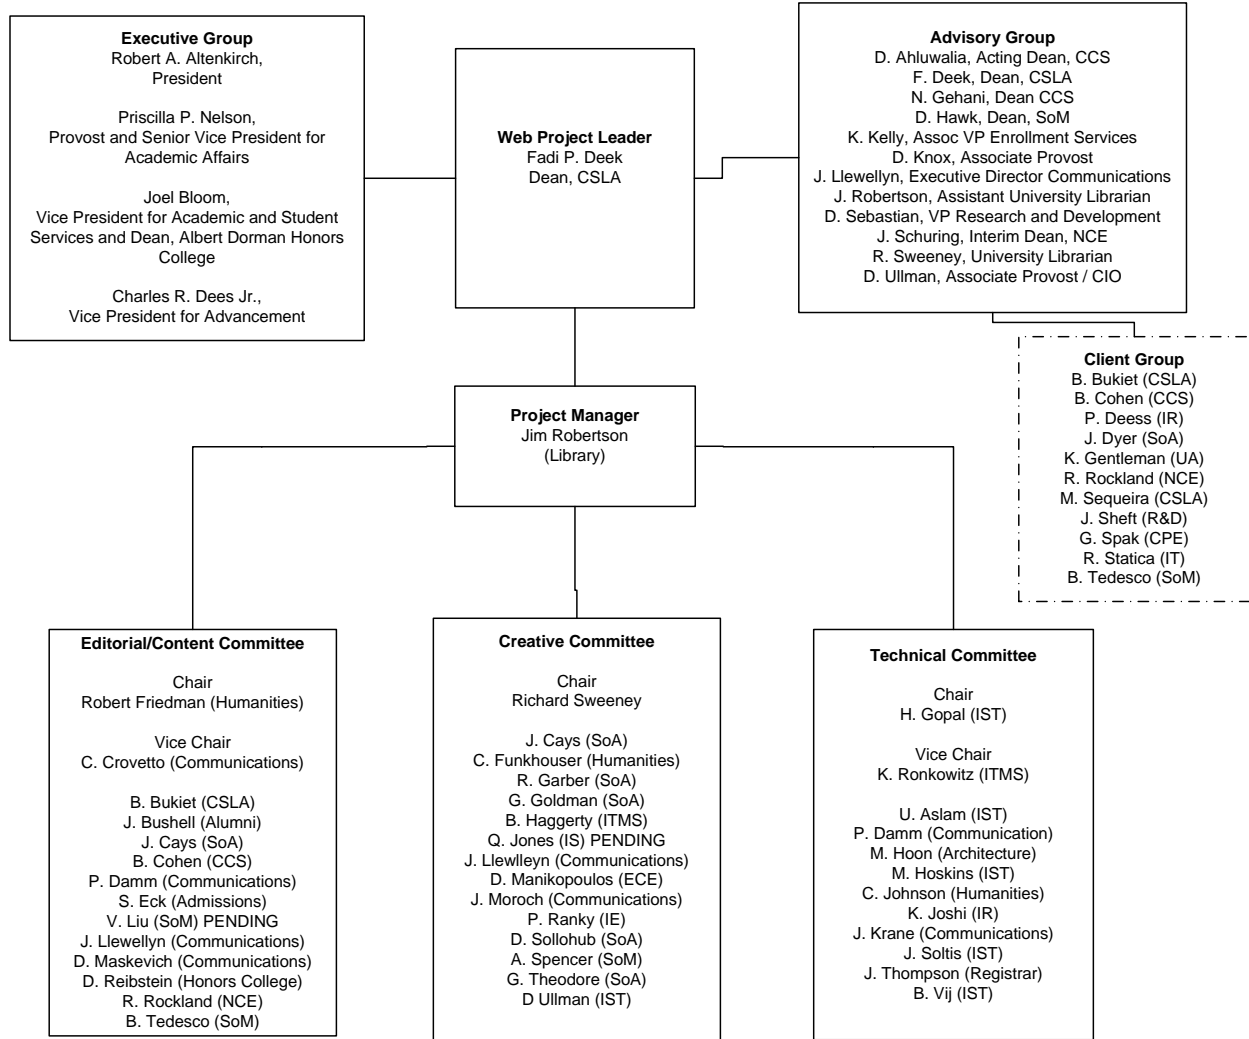 Executive Group
Robert A. Altenkirch,
President
Priscilla P. Nelson,
Provost and Senior Vice President for
Academic Affairs
Joel Bloom,
Vice President for Academic and Student
Services and Dean, Albert Dorman Honors
College
Charles R. Dees Jr.,
Vice President for Advancement
Web Project Leader
Fadi P. Deek
Dean, CSLA
Advisory Group
D. Ahluwalia, Acting Dean, CCS
F. Deek, Dean, CSLA
N. Gehani, Dean CCS
D. Hawk, Dean, SoM
K. Kelly, Assoc VP Enrollment Services
D. Knox, Associate Provost
J. Llewellyn, Executive Director Communications
J. Robertson, Assistant University Librarian
D. Sebastian, VP Research and Development
J. Schuring, Interim Dean, NCE
R. Sweeney, University Librarian
D. Ullman, Associate Provost / CIO
Client Group
B. Bukiet (CSLA)
B. Cohen (CCS)
P. Deess (IR)
J. Dyer (SoA)
K. Gentleman (UA)
R. Rockland (NCE)
M. Sequeira (CSLA)
J. Sheft (R&D)
G. Spak (CPE)
R. Statica (IT)
B. Tedesco (SoM)
Project Manager
Jim Robertson
(Library)
Editorial/Content Committee
Chair
Robert Friedman (Humanities)
Vice Chair
C. Crovetto (Communications)
B. Bukiet (CSLA)
J. Bushell (Alumni)
J. Cays (SoA)
B. Cohen (CCS)
P. Damm (Communications)
S. Eck (Admissions)
V. Liu (SoM) PENDING
J. Llewellyn (Communications)
D. Maskevich (Communications)
D. Reibstein (Honors College)
R. Rockland (NCE)
B. Tedesco (SoM)
Creative Committee
Chair
Richard Sweeney
J. Cays (SoA)
C. Funkhouser (Humanities)
R. Garber (SoA)
G. Goldman (SoA)
B. Haggerty (ITMS)
Q. Jones (IS) PENDING
J. Llewlleyn (Communications)
D. Manikopoulos (ECE)
J. Moroch (Communications)
P. Ranky (IE)
D. Sollohub (SoA)
A. Spencer (SoM)
G. Theodore (SoA)
D Ullman (IST)
Technical Committee
Chair
H. Gopal (IST)
Vice Chair
K. Ronkowitz (ITMS)
U. Aslam (IST)
P. Damm (Communication)
M. Hoon (Architecture)
M. Hoskins (IST)
C. Johnson (Humanities)
K. Joshi (IR)
J. Krane (Communications)
J. Soltis (IST)
J. Thompson (Registrar)
B. Vij (IST)